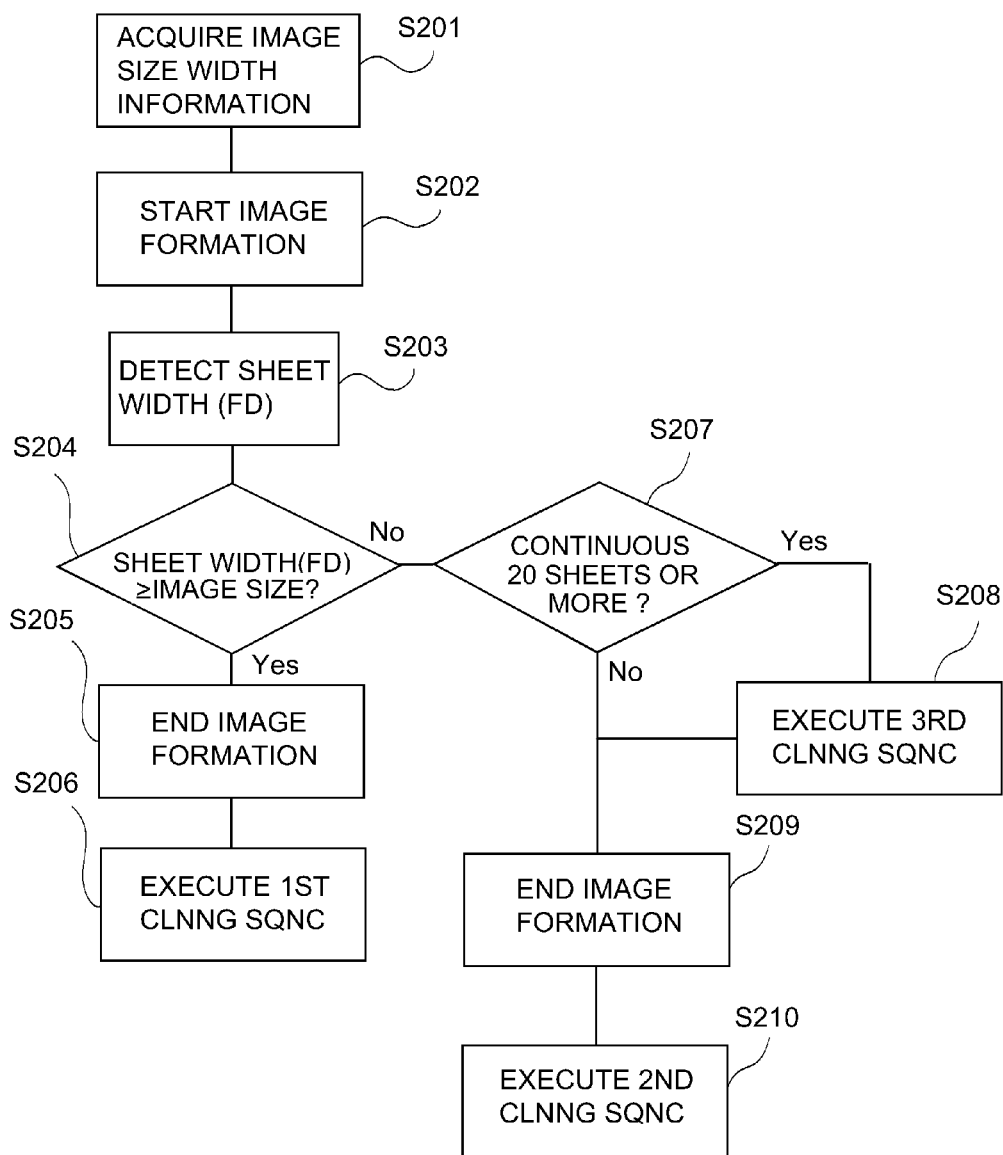 ACQUIRE IMAGE
SIZE WIDTH
INFORMATION
S201
START IMAGE
FORMATION
S202
DETECT SHEET
WIDTH (FD)
S203
S204
SHEET WIDTH(FD)
≥IMAGE SIZE?
No
Yes
S207
CONTINUOUS
20 SHEETS OR
MORE ?
Yes
No
S205
END IMAGE
FORMATION
S208
EXECUTE 3RD
CLNNG SQNC
S206
EXECUTE 1ST
CLNNG SQNC
S209
END IMAGE
FORMATION
S210
EXECUTE 2ND
CLNNG SQNC